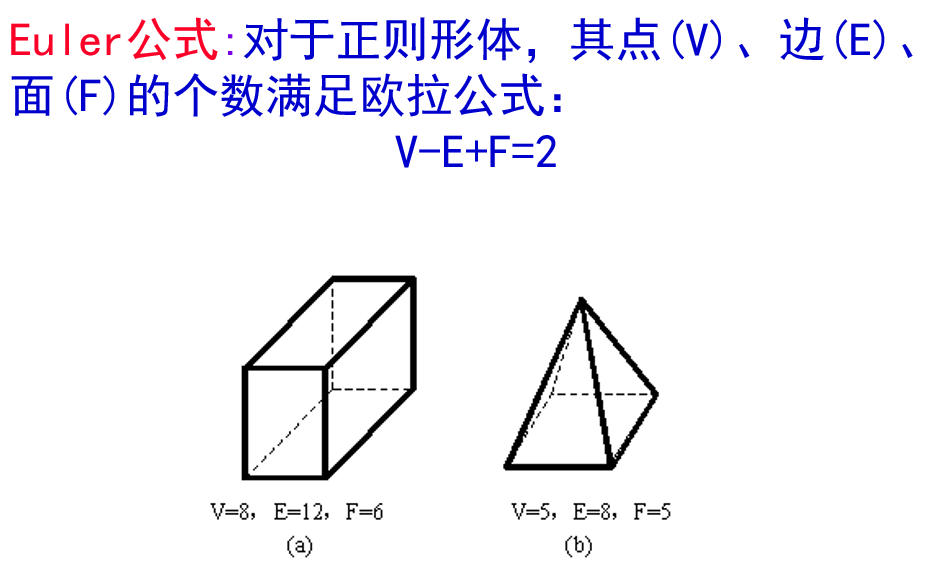 Euler公式:对于正则形体，其点(V)、边(E)、
面(F)的个数满足欧拉公式：
V-E+F=2
V=8，E=12，F=6
V=5，E=8，F=5
(a)
(b)